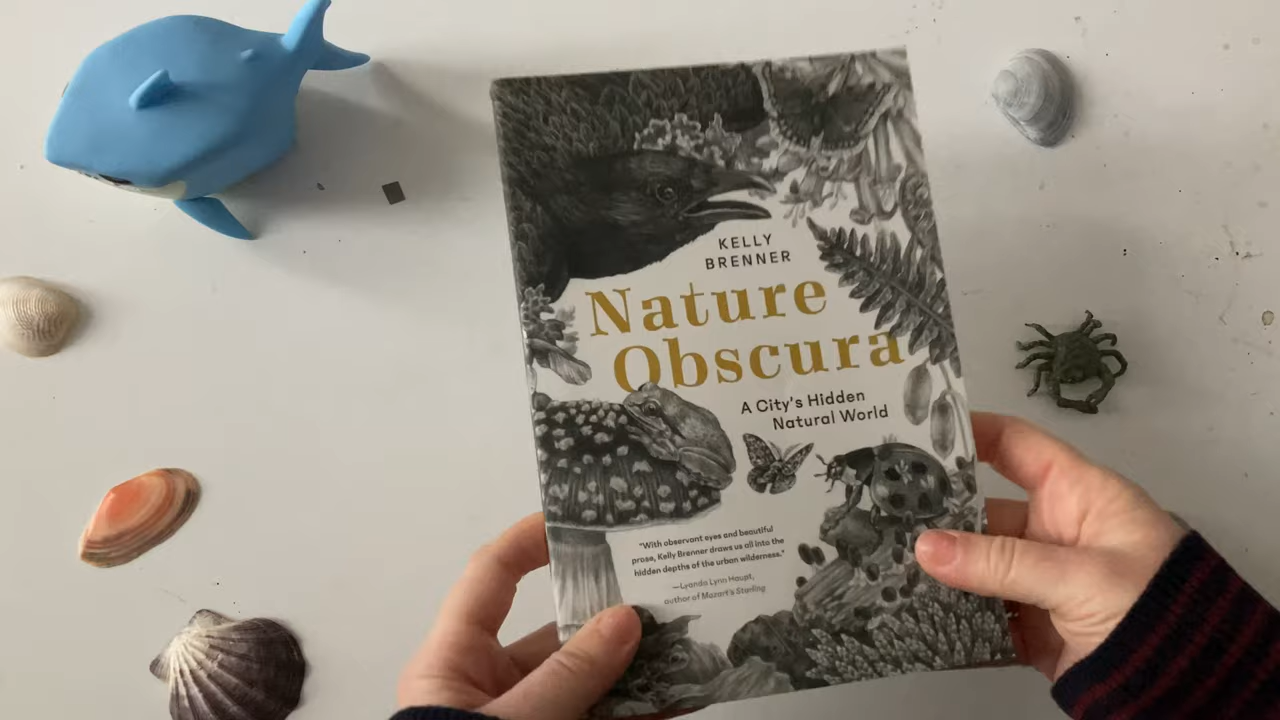 KELLY
BRENNER
Nature
Obscura
A City's Hidden
Natural World
"With observant eyes and beautiful
prose, Kelly Brenner draws us all into the
hidden depths of the urban wilderness."
—Lyanda Lynn Haupt,
author of Mozart's Starling